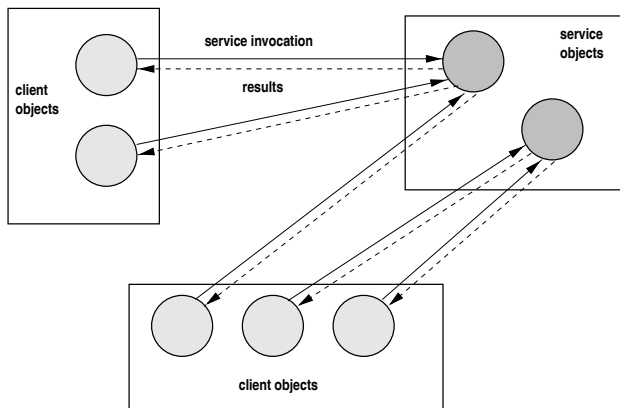 service invocation
service
objects
client
objects
results
client objects